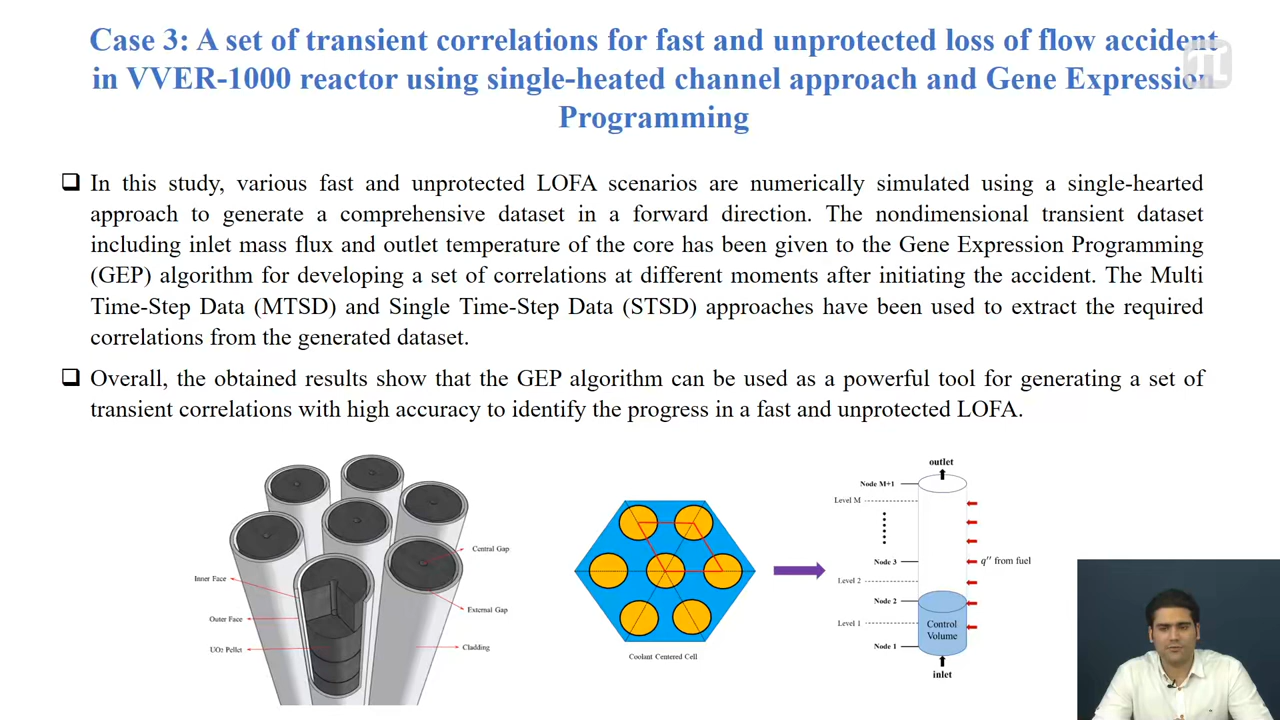 Case 3: A set of transient correlations for fast and unprotected loss of flow accident
in VVER-1000 reactor using single-heated channel approach and Gene Expression
Programming
❑ In this study, various fast and unprotected LOFA scenarios are numerically simulated using a single-hearted
approach to generate a comprehensive dataset in a forward direction. The nondimensional transient dataset
including inlet mass flux and outlet temperature of the core has been given to the Gene Expression Programming
(GEP) algorithm for developing a set of correlations at different moments after initiating the accident. The Multi
Time-Step Data (MTSD) and Single Time-Step Data (STSD) approaches have been used to extract the required
correlations from the generated dataset.
❑ Overall, the obtained results show that the GEP algorithm can be used as a powerful tool for generating a set of
transient correlations with high accuracy to identify the progress in a fast and unprotected LOFA.
Central Gap
Inner Face
External Gap
Outer Face
UO2 Pellet
Cladding
Coolant Centered Cell
outlet
Node M+1
Level M
Node 3
q'' from fuel
Level 2
Node 2
Level 1
Control
Volume
Node 1
inlet